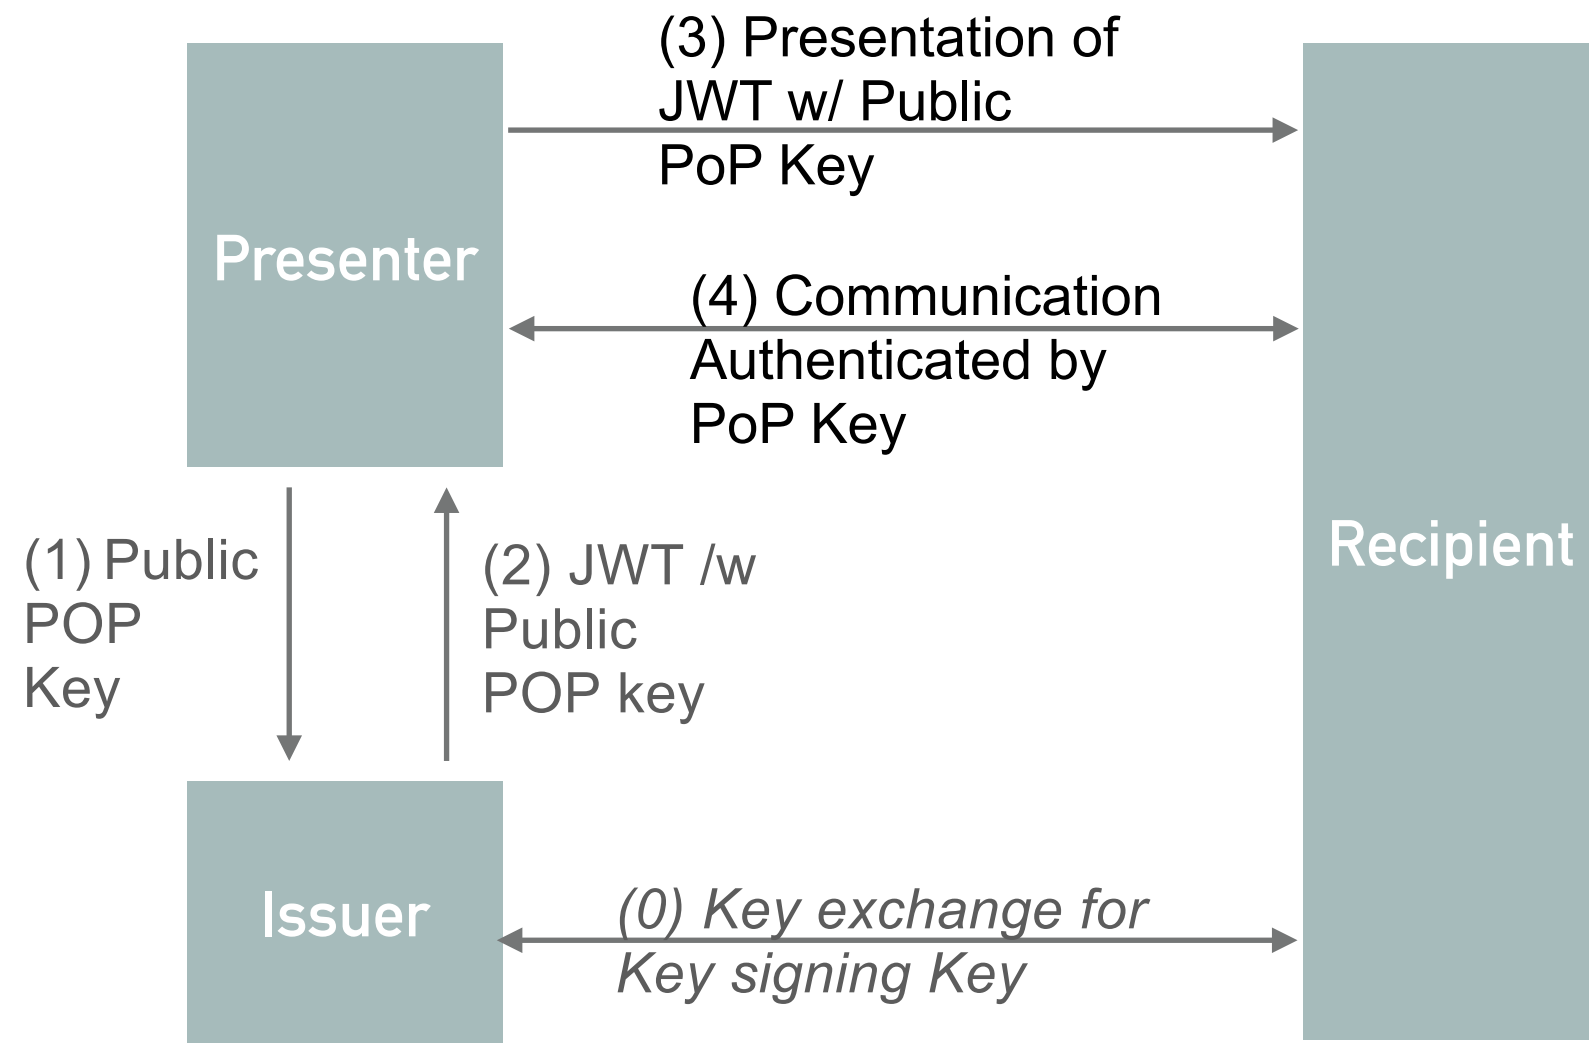 (3) Presentation of
JWT w/ Public
PoP Key
Presenter
(4) Communication
Authenticated by
PoP Key
Recipient
(1) Public
POP
Key
(2) JWT /w
Public
POP key
Issuer
(0) Key exchange for
Key signing Key